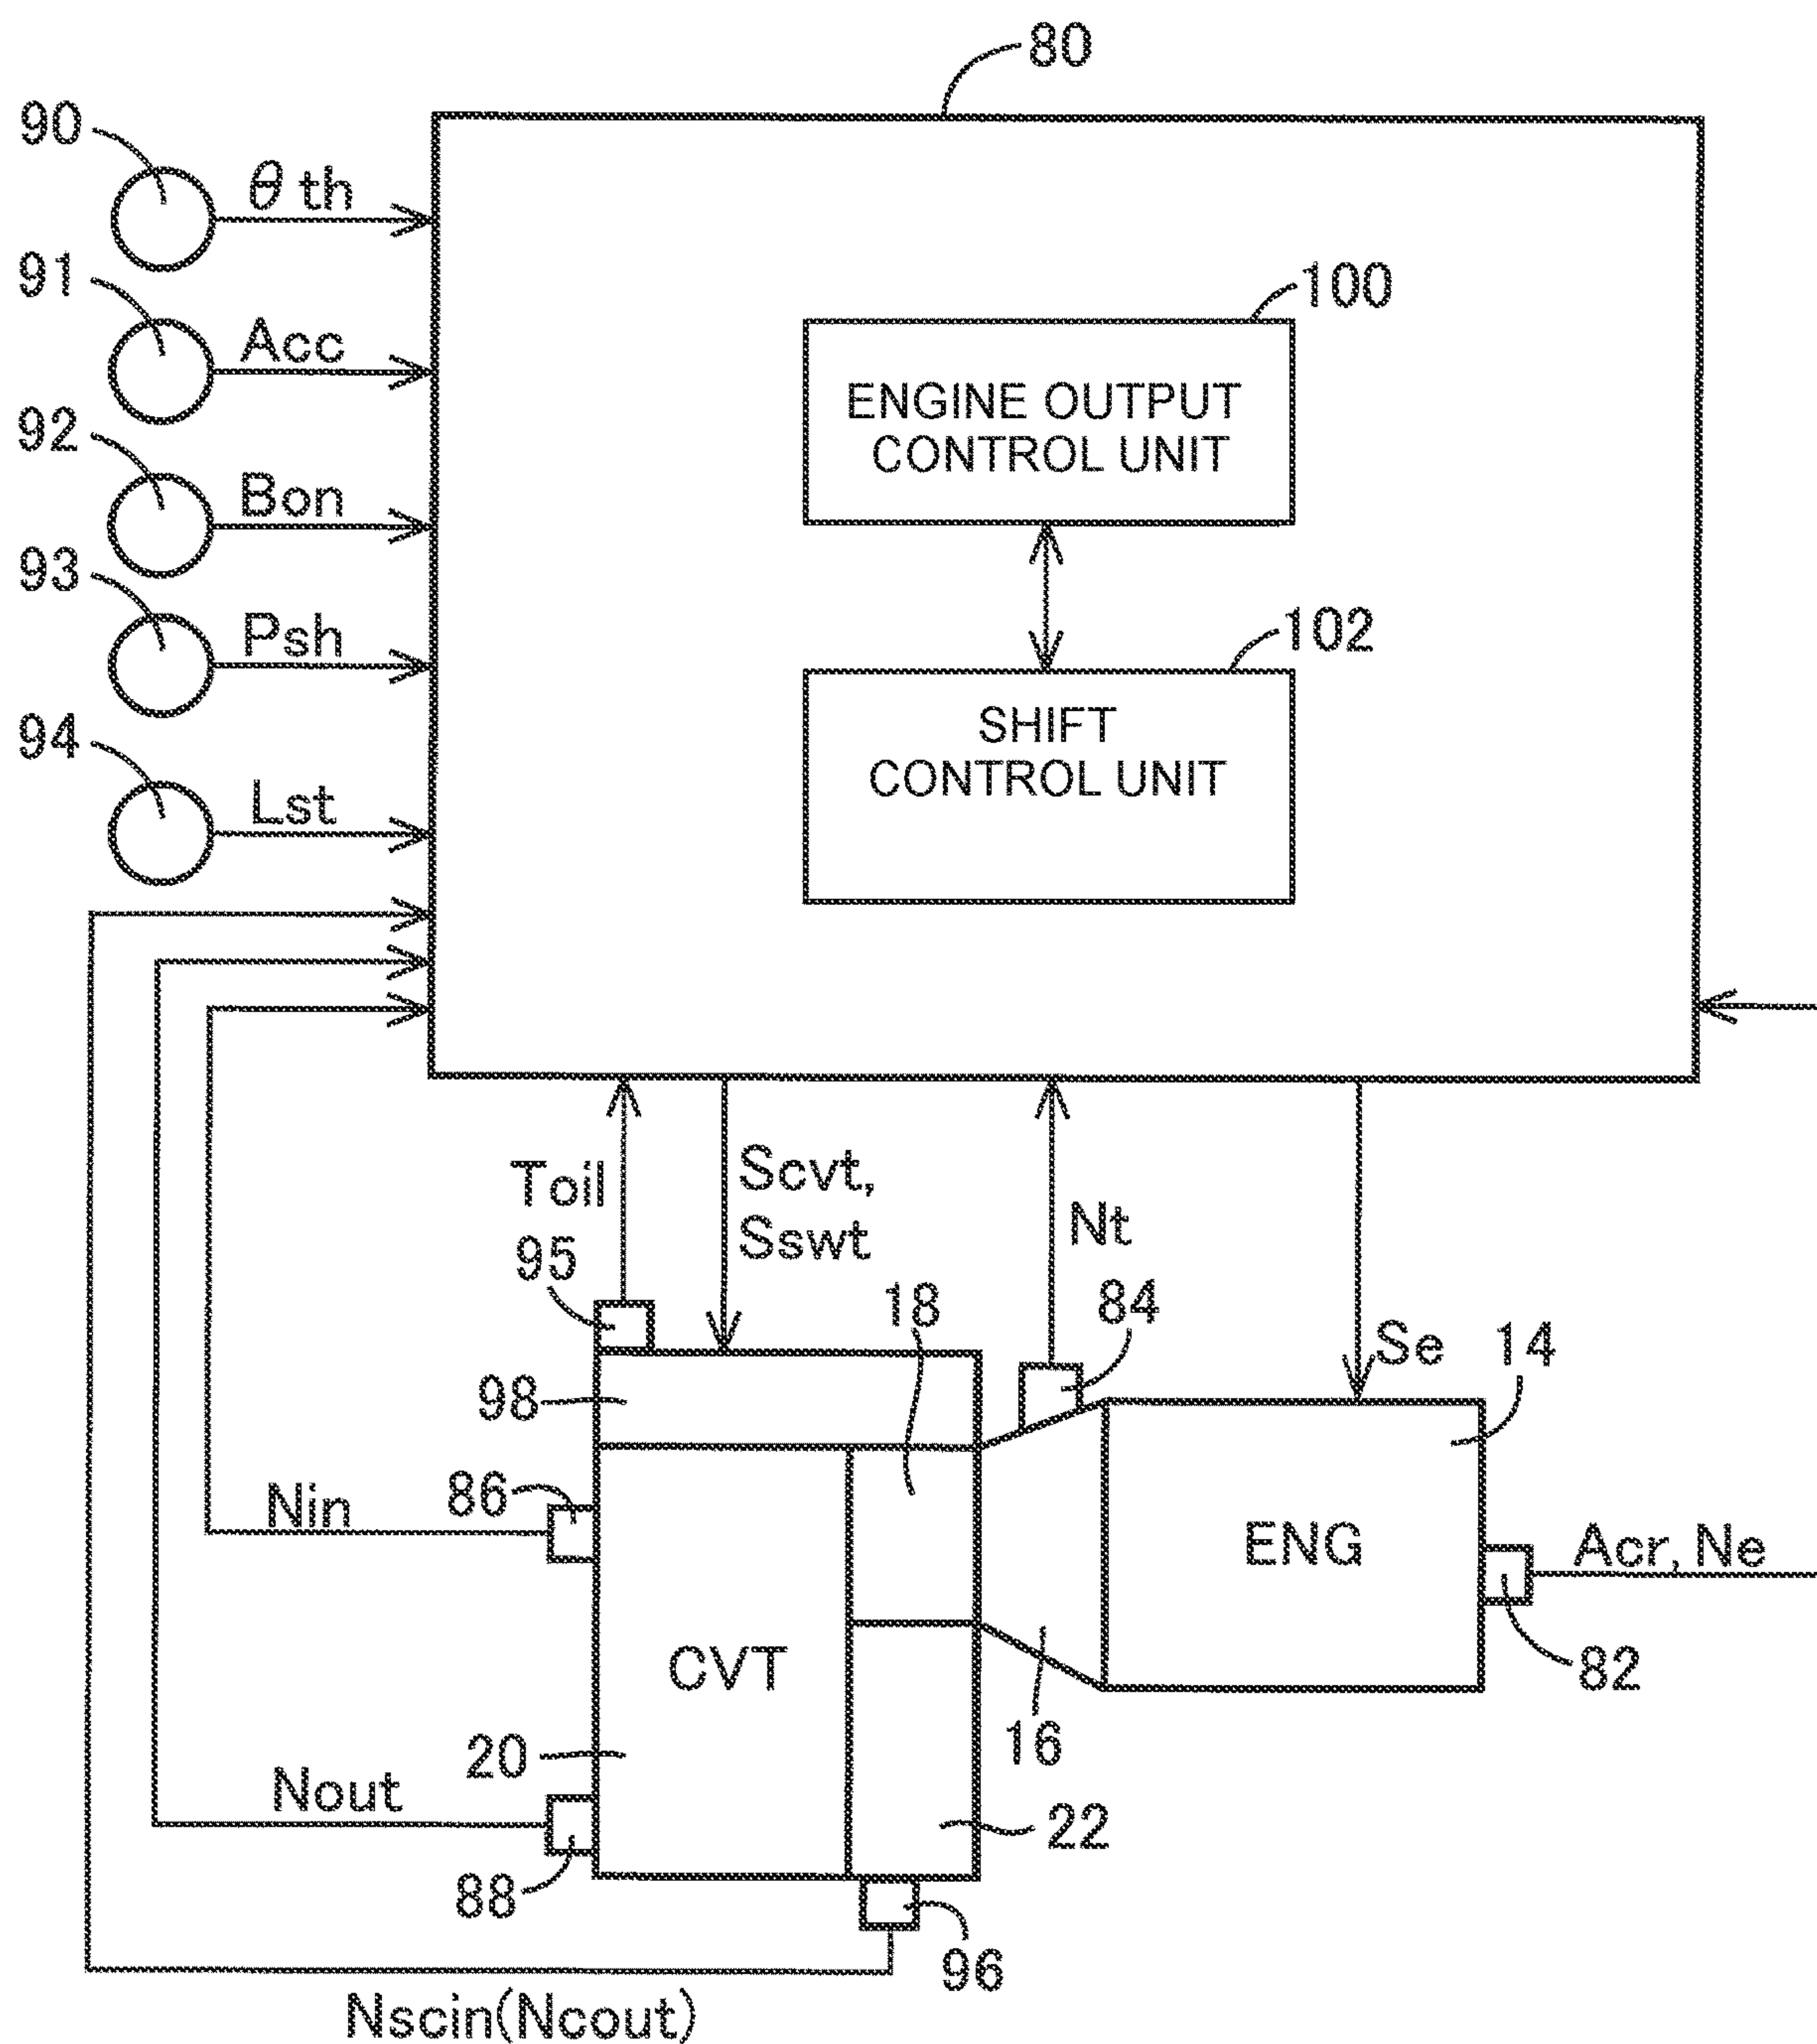 80
90
θth
91
Acc
92
Bon
93
Psh
94
Lst
100
ENGINE OUTPUT
CONTROL UNIT
102
SHIFT
CONTROL UNIT
Toil
95
Scvt,
Sswt
18
Nt
84
Se
14
98
86
Nin
ENG
Acr, Ne
82
CVT
16
20
Nout
22
88
96
Nscin(Ncout)